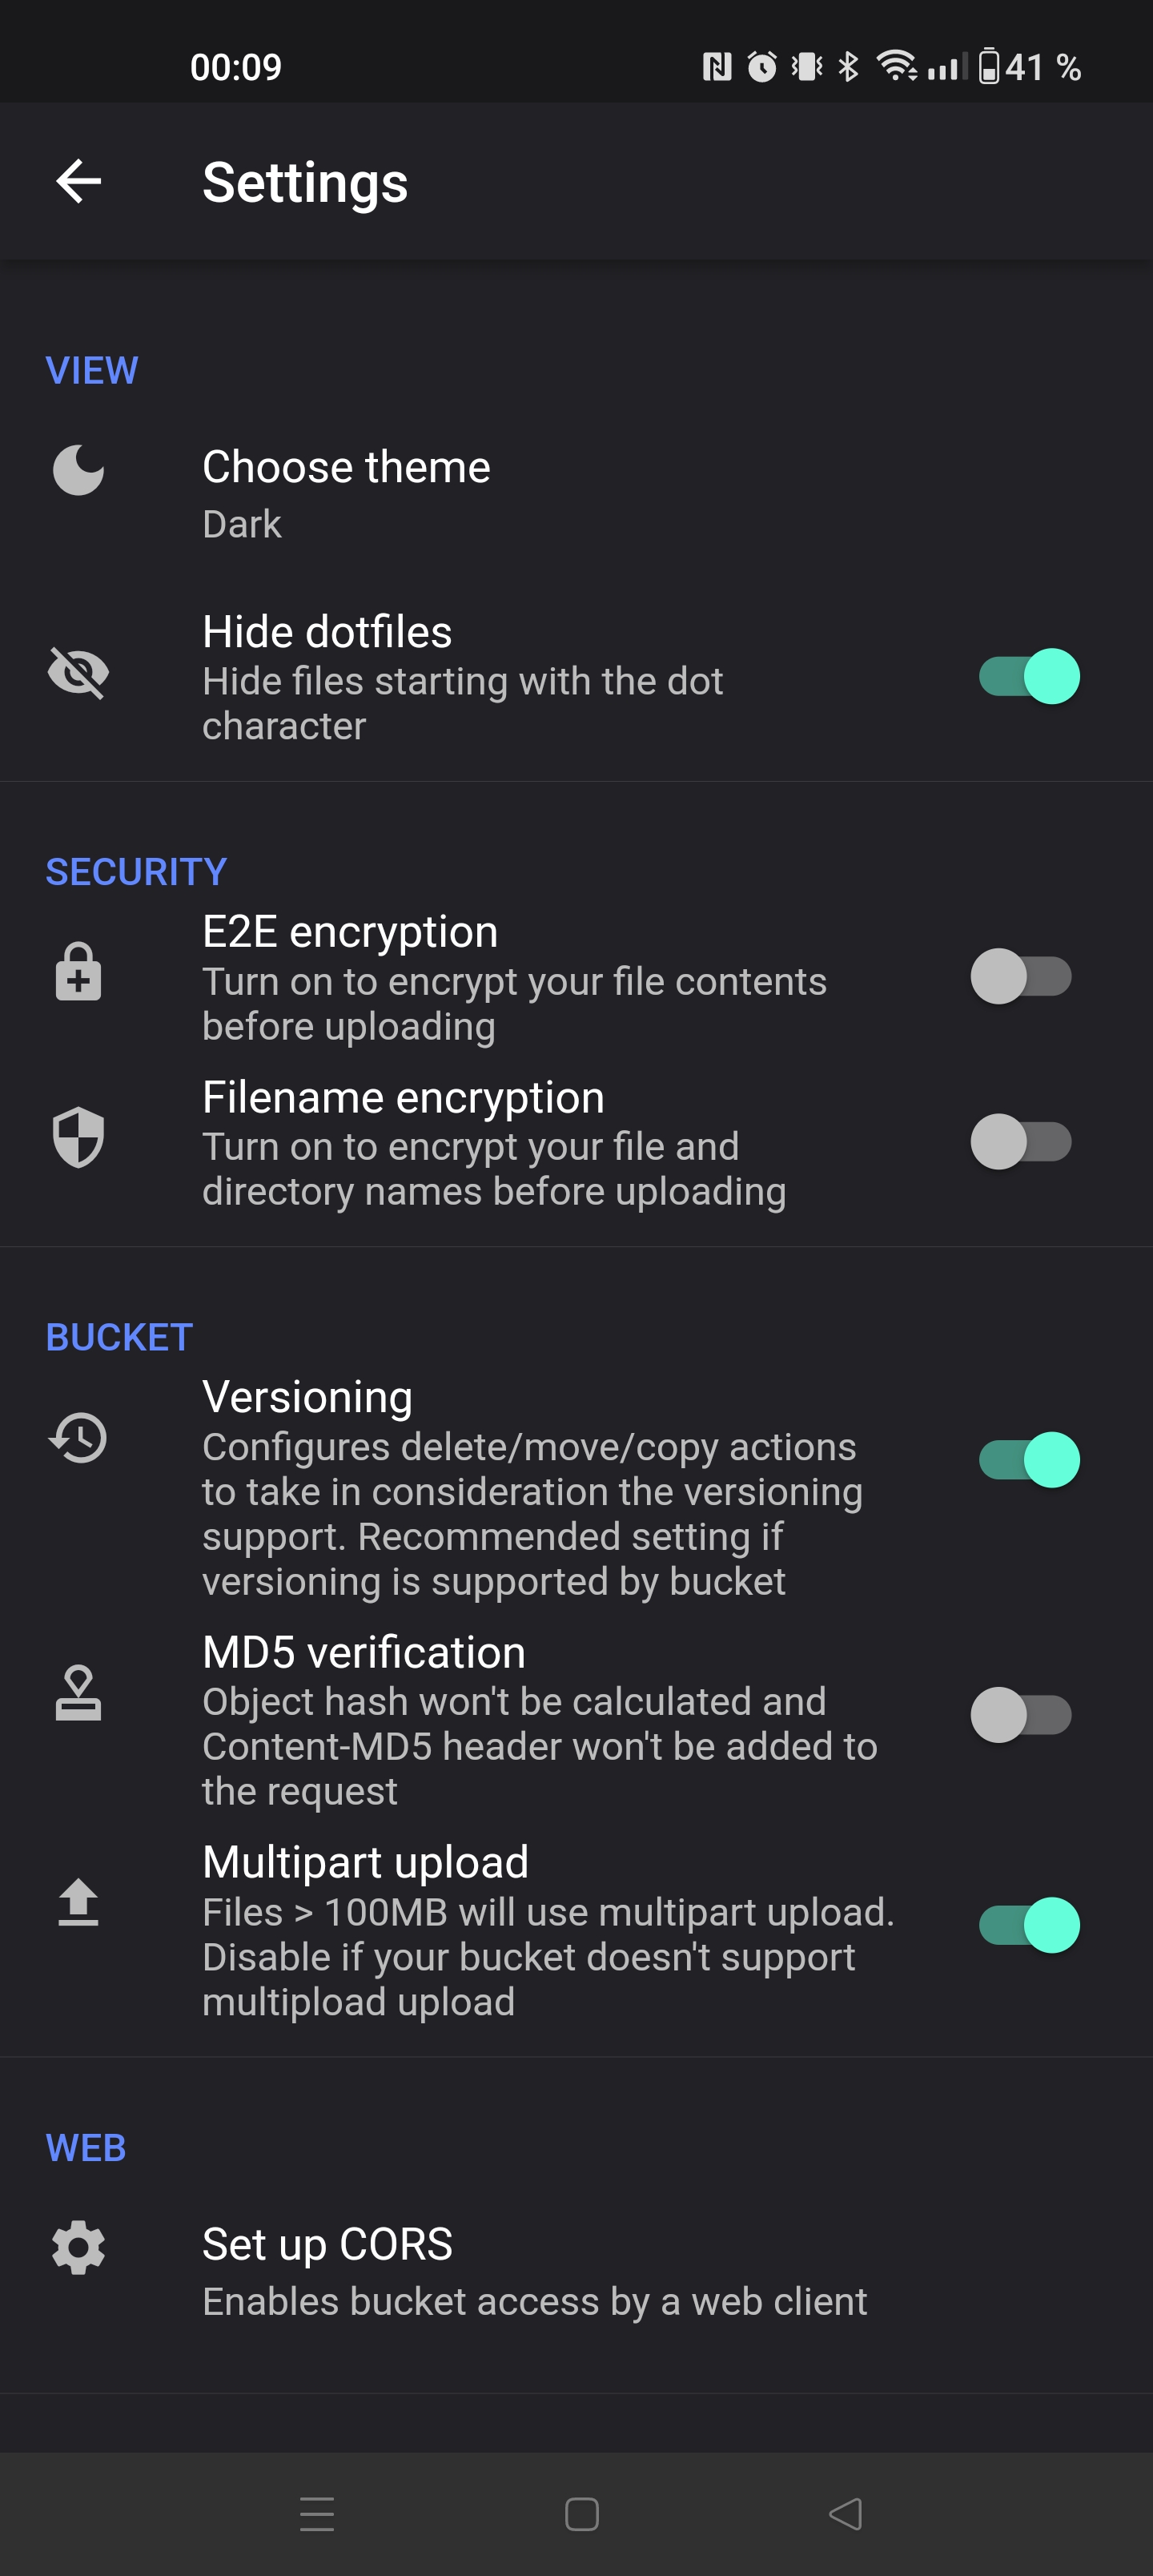 00:09
41 %
Settings
VIEW
Choose theme
Dark
Hide dotfiles
Hide files starting with the dot
character
SECURITY
E2E encryption
Turn on to encrypt your file contents
before uploading
Filename encryption
Turn on to encrypt your file and
directory names before uploading
BUCKET
Versioning
Configures delete/move/copy actions
to take in consideration the versioning
support. Recommended setting if
versioning is supported by bucket
MD5 verification
Object hash won't be calculated and
Content-MD5 header won't be added to
the request
Multipart upload
Files > 100MB will use multipart upload.
Disable if your bucket doesn't support
multipload upload
WEB
Set up CORS
Enables bucket access by a web client